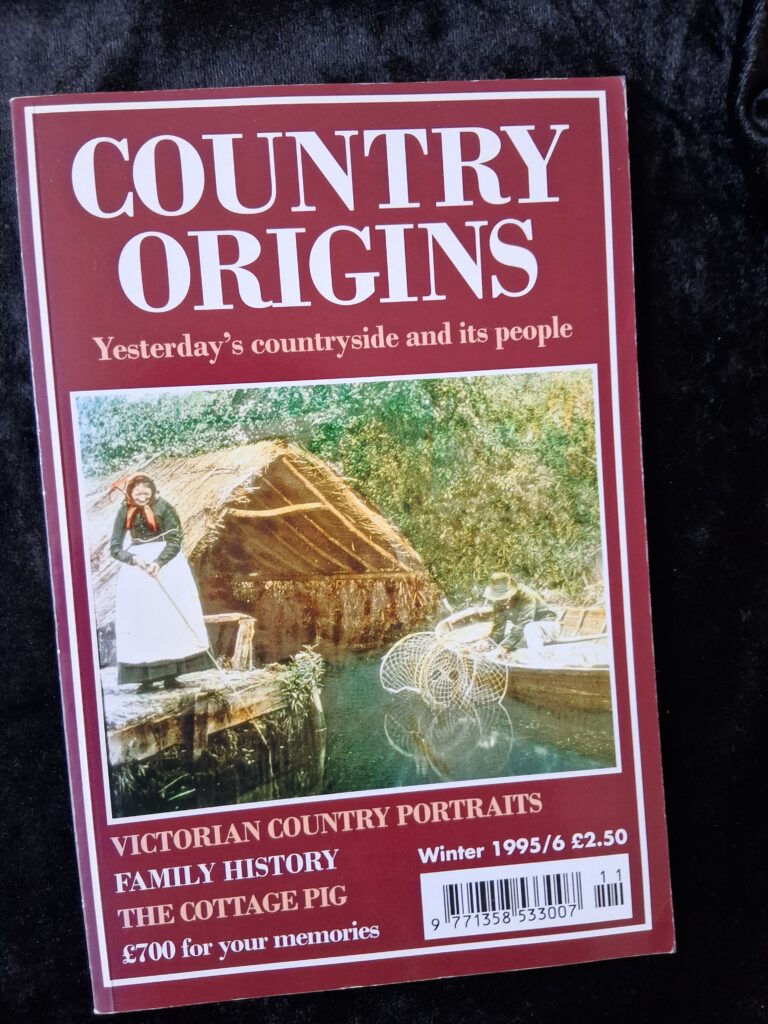 COUNTRY
ORIGINS
Yesterday's countryside and its people
VICTORIAN COUNTRY PORTRAITS
FAMILY HISTORY
THE COTTAGE PIG
£700 for your memories
Winter 1995/6 £2.50
11
9 771358 533007